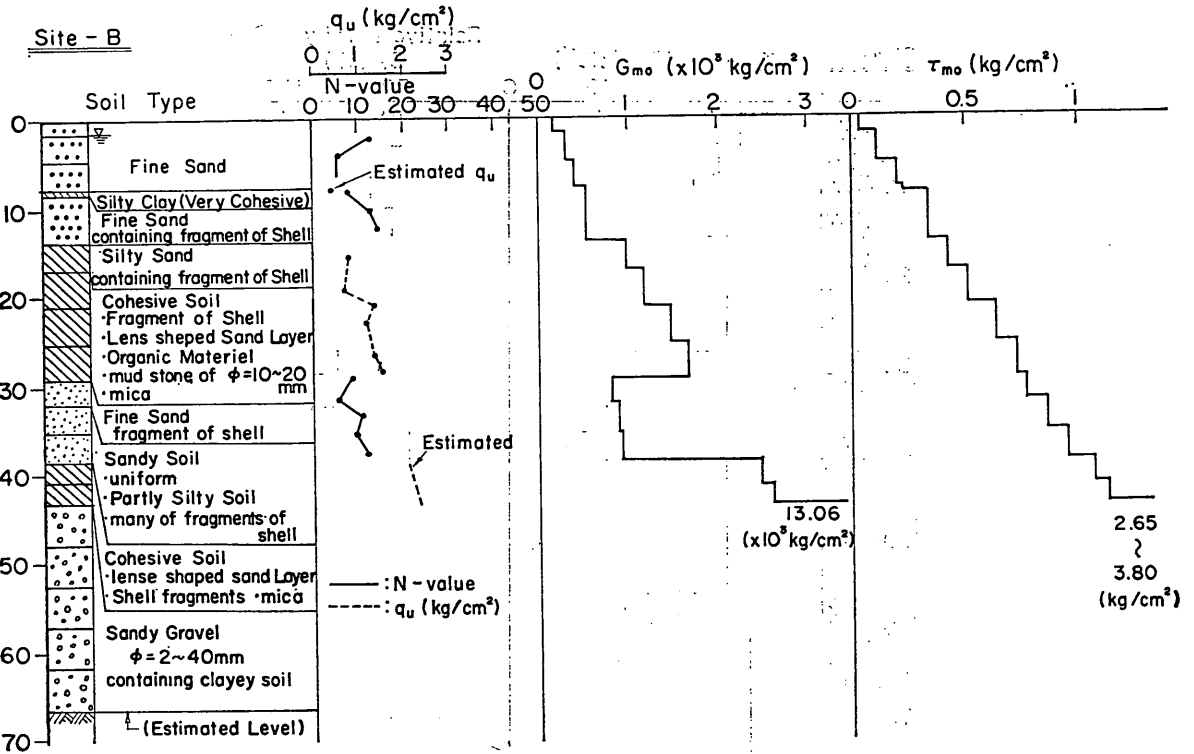 Site - B
qu (kg/cm²)
0 1 2 3
N-value
0 10 20 30 40 50
Soil Type
Gmo (x10³ kg/cm²)
0 1 2 3
τmo (kg/cm²)
0 0.5 1
0
10
20
30
40
50
60
70
Fine Sand
Silty Clay (Very Cohesive)
Fine Sand
containing fragment of Shell
Silty Sand
containing fragment of Shell
Cohesive Soil
·Fragment of Shell
·Lens sheped Sand Layer
·Organic Materiel
·mud stone of φ=10~20
mm
·mica
Fine Sand
fragment of shell
Sandy Soil
·uniform
·Partly Silty Soil
·many of fragments of
shell
Cohesive Soil
·lense shaped sand Layer
·Shell fragments ·mica
Sandy Gravel
φ=2~40mm
containing clayey soil
(Estimated Level)
Estimated qu
Estimated
: N-value
: qu (kg/cm²)
13.06
(x10³ kg/cm²)
2.65
~
3.80
(kg/cm²)